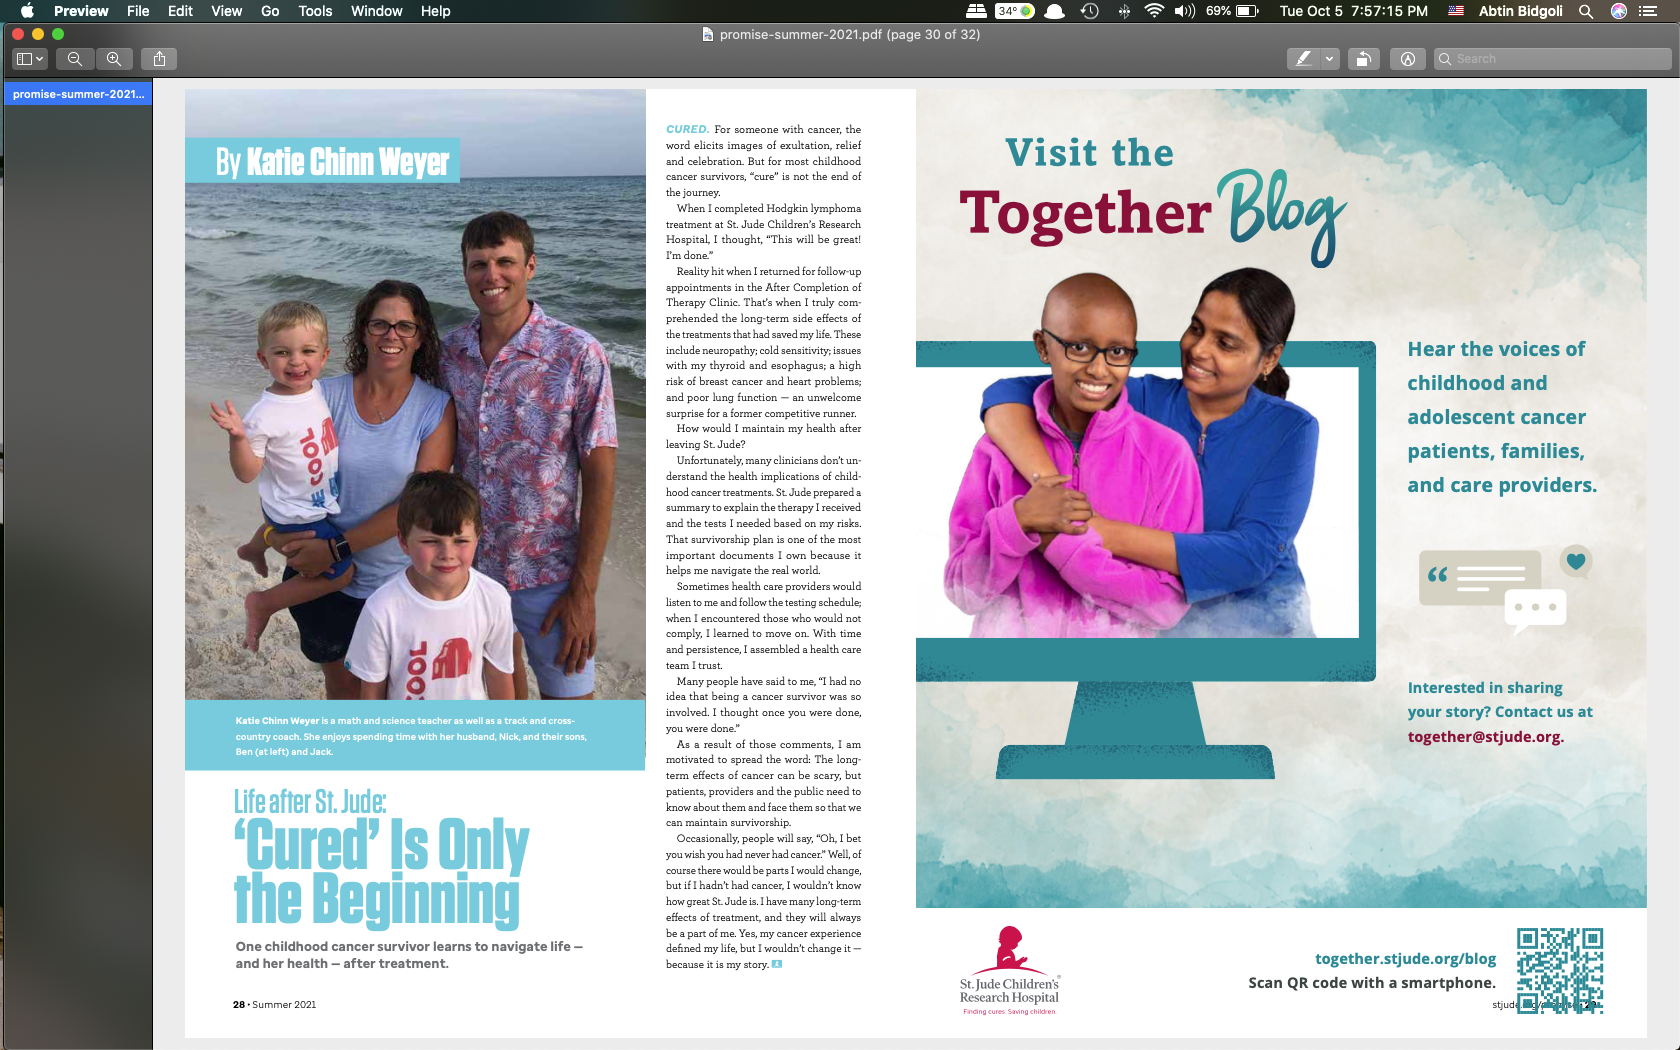 Preview File Edit View Go Tools Window Help
34° 69% Tue Oct 5 7:57:15 PM Abtin Bidgoli
promise-summer-2021.pdf (page 30 of 32)
Search
promise-summer-2021...
By Katie Chinn Weyer
COOL
COOL
Katie Chinn Weyer is a math and science teacher as well as a track and cross-
country coach. She enjoys spending time with her husband, Nick, and their sons,
Ben (at left) and Jack.
Life after St. Jude:
‘Cured’ Is Only
the Beginning
One childhood cancer survivor learns to navigate life —
and her health — after treatment.
28 • Summer 2021
CURED. For someone with cancer, the
word elicits images of exultation, relief
and celebration. But for most childhood
cancer survivors, “cure” is not the end of
the journey.
When I completed Hodgkin lymphoma
treatment at St. Jude Children’s Research
Hospital, I thought, “This will be great!
I’m done.”
Reality hit when I returned for follow-up
appointments in the After Completion of
Therapy Clinic. That’s when I truly com-
prehended the long-term side effects of
the treatments that had saved my life. These
include neuropathy; cold sensitivity; issues
with my thyroid and esophagus; a high
risk of breast cancer and heart problems;
and poor lung function — an unwelcome
surprise for a former competitive runner.
How would I maintain my health after
leaving St. Jude?
Unfortunately, many clinicians don’t un-
derstand the health implications of child-
hood cancer treatments. St. Jude prepared a
summary to explain the therapy I received
and the tests I needed based on my risks.
That survivorship plan is one of the most
important documents I own because it
helps me navigate the real world.
Sometimes health care providers would
listen to me and follow the testing schedule;
when I encountered those who would not
comply, I learned to move on. With time
and persistence, I assembled a health care
team I trust.
Many people have said to me, “I had no
idea that being a cancer survivor was so
involved. I thought once you were done,
you were done.”
As a result of those comments, I am
motivated to spread the word: The long-
term effects of cancer can be scary, but
patients, providers and the public need to
know about them and face them so that we
can maintain survivorship.
Occasionally, people will say, “Oh, I bet
you wish you had never had cancer.” Well, of
course there would be parts I would change,
but if I hadn’t had cancer, I wouldn’t know
how great St. Jude is. I have many long-term
effects of treatment, and they will always
be a part of me. Yes, my cancer experience
defined my life, but I wouldn’t change it —
because it is my story.
Visit the
Together Blog
Hear the voices of
childhood and
adolescent cancer
patients, families,
and care providers.
Interested in sharing
your story? Contact us at
together@stjude.org.
St. Jude Children’s®
Research Hospital
Finding cures. Saving children.
together.stjude.org/blog
Scan QR code with a smartphone.